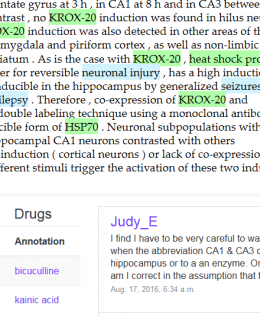 ntate gyrus at 3 h , in CA1 at 8 h and in CA3 between
ntrast , no KROX-20 induction was found in hilus neu
OX-20 induction was also detected in other areas of th
mygdala and piriform cortex , as well as non-limbic
iatum . As is the case with KROX-20 , heat shock pro
er for reversible neuronal injury , has a high inductio
nducible in the hippocampus by generalized seizures
ilepsy . Therefore , co-expression of KROX-20 and
double labeling technique using a monoclonal antibo
cible form of HSP70 . Neuronal subpopulations with
ppocampal CA1 neurons contrasted with others
induction ( cortical neurons ) or lack of co-expressio
fferent stimuli trigger the activation of these two indu
Drugs
Annotation
bicuculline
kainic acid
Judy_E
I find I have to be very careful to wa
when the abbreviation CA1 & CA3 o
hippocampus or to a an enzyme. Or
am I correct in the assumption that t
Aug. 17, 2016, 6:34 a.m.